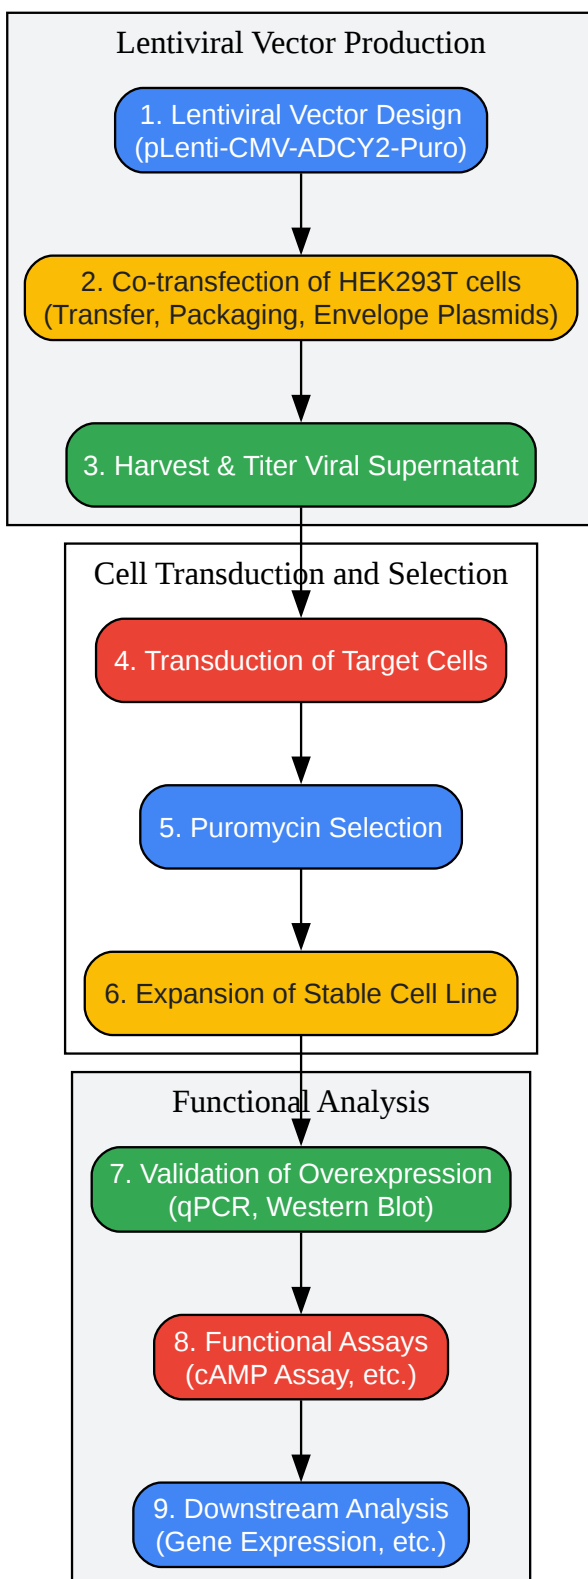 Lentiviral Vector Production
1. Lentiviral Vector Design
(pLenti-CMV-ADCY2-Puro)
2. Co-transfection of HEK293T cells
(Transfer, Packaging, Envelope Plasmids)
3. Harvest & Titer Viral Supernatant
Cell Transduction and Selection
4. Transduction of Target Cells
5. Puromycin Selection
6. Expansion of Stable Cell Line
Functional Analysis
7. Validation of Overexpression
(qPCR, Western Blot)
8. Functional Assays
(cAMP Assay, etc.)
9. Downstream Analysis
(Gene Expression, etc.)